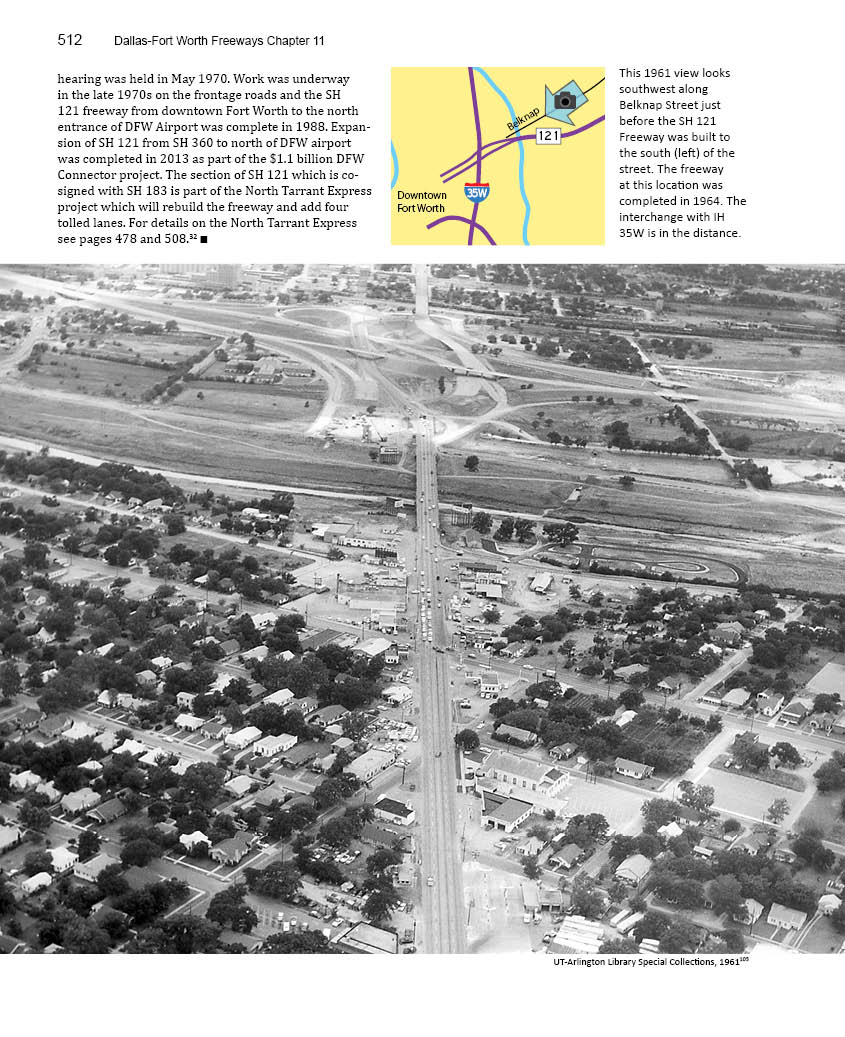 512 Dallas-Fort Worth Freeways Chapter 11
hearing was held in May 1970. Work was underway
in the late 1970s on the frontage roads and the SH
121 freeway from downtown Fort Worth to the north
entrance of DFW Airport was complete in 1988. Expan-
sion of SH 121 from SH 360 to north of DFW airport
was completed in 2013 as part of the $1.1 billion DFW
Connector project. The section of SH 121 which is co-
signed with SH 183 is part of the North Tarrant Express
project which will rebuild the freeway and add four
tolled lanes. For details on the North Tarrant Express
see pages 478 and 508.³² ■
Belknap
121
35W
Downtown
Fort Worth
This 1961 view looks
southwest along
Belknap Street just
before the SH 121
Freeway was built to
the south (left) of the
street. The freeway
at this location was
completed in 1964. The
interchange with IH
35W is in the distance.
UT-Arlington Library Special Collections, 1961¹⁰⁵